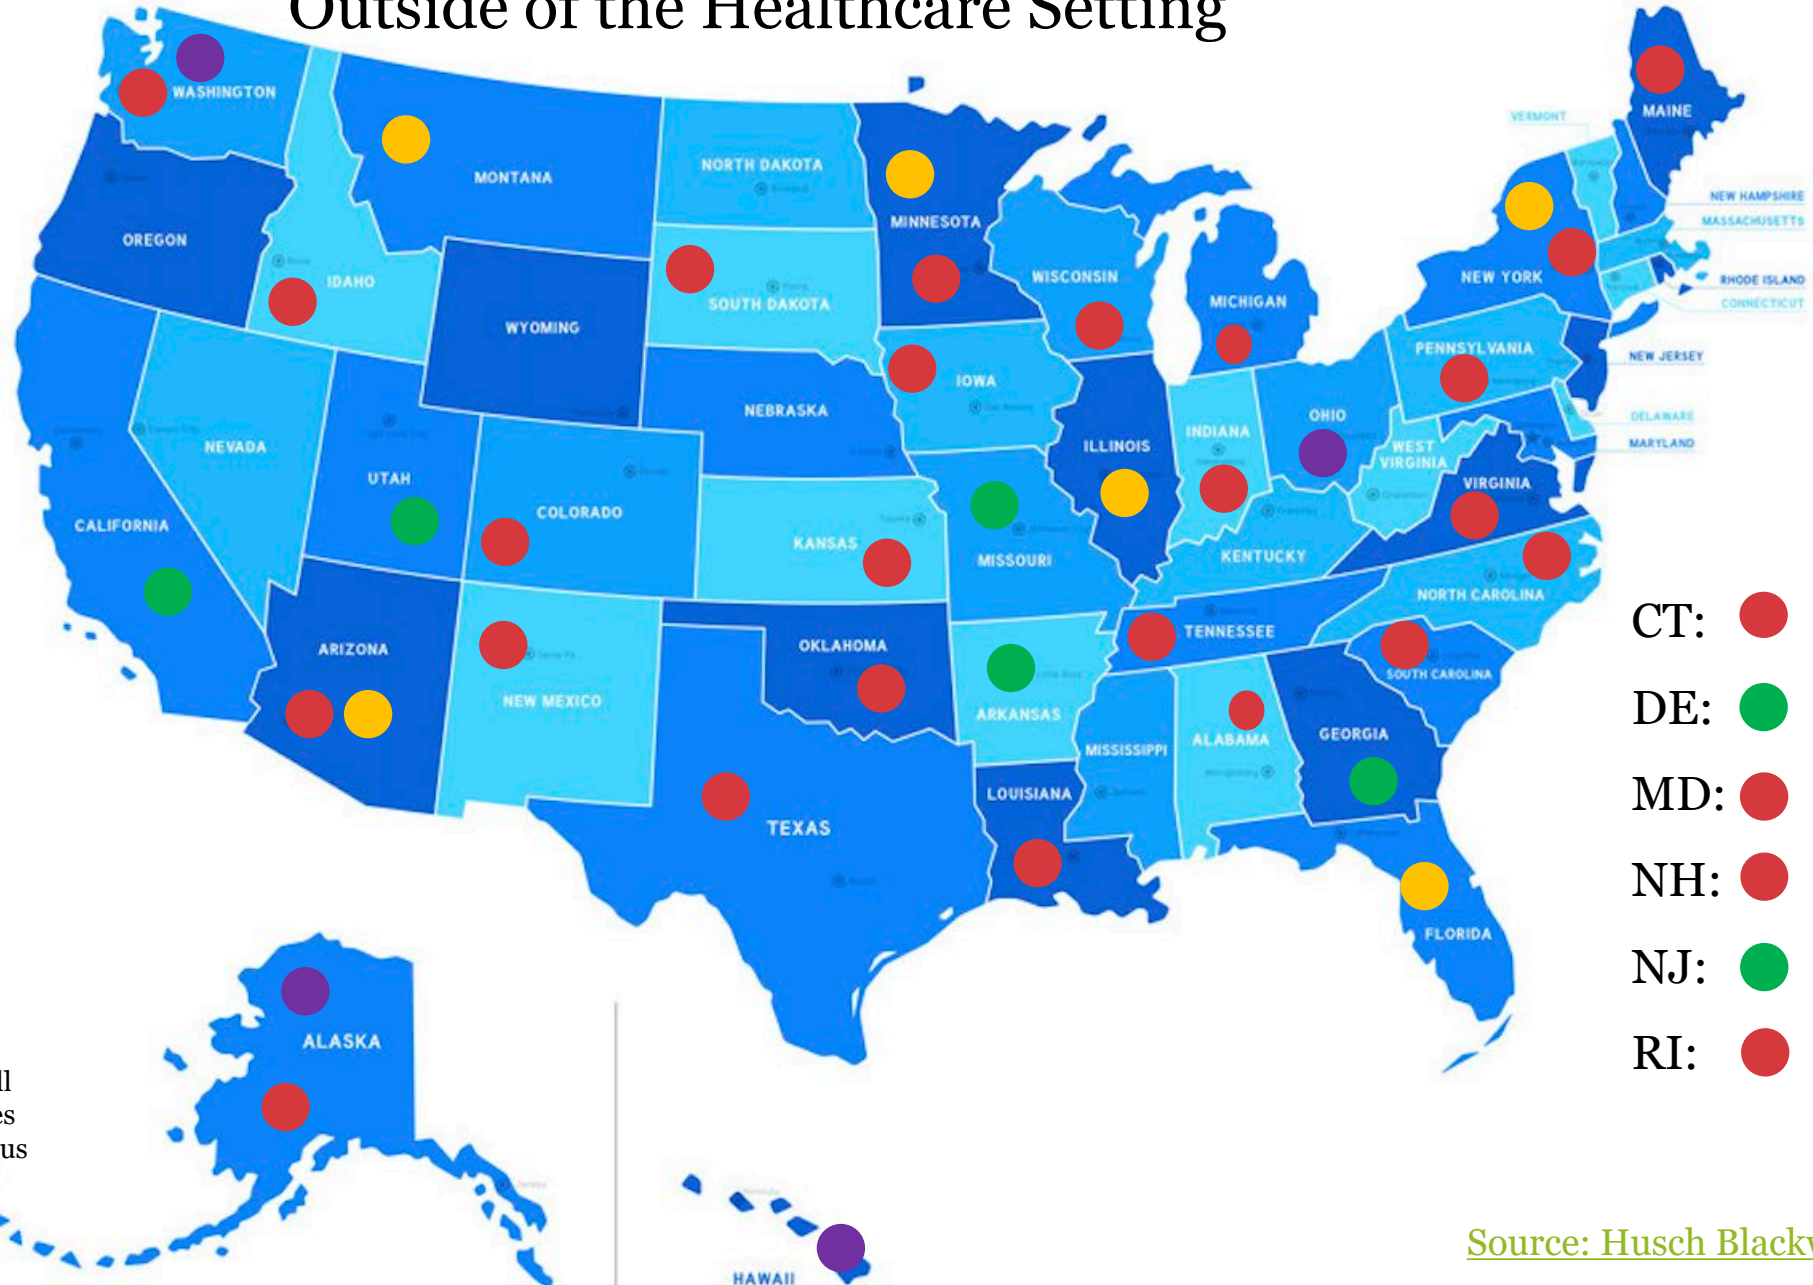 Outside of the Healthcare Setting
WASHINGTON
MAINE
VERMONT
MONTANA
NORTH DAKOTA
MINNESOTA
NEW HAMPSHIRE
MASSACHUSETTS
OREGON
IDAHO
SOUTH DAKOTA
WISCONSIN
MICHIGAN
NEW YORK
RHODE ISLAND
CONNECTICUT
WYOMING
PENNSYLVANIA
NEW JERSEY
IOWA
NEBRASKA
OHIO
DELAWARE
NEVADA
ILLINOIS
INDIANA
WEST
VIRGINIA
MARYLAND
UTAH
COLORADO
VIRGINIA
CALIFORNIA
KANSAS
MISSOURI
KENTUCKY
NORTH CAROLINA
ARIZONA
OKLAHOMA
TENNESSEE
SOUTH CAROLINA
NEW MEXICO
ARKANSAS
MISSISSIPPI
ALABAMA
GEORGIA
LOUISIANA
TEXAS
FLORIDA
ALASKA
HAWAII
CT:
DE:
MD:
NH:
NJ:
RI:
us
Source: Husch